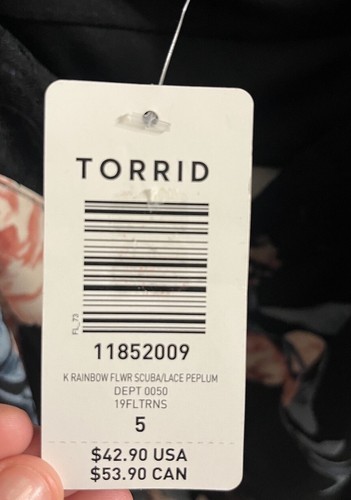 TORRID
FL_73
11852009
K RAINBOW FLWR SCUBA/LACE PEPLUM
DEPT 0050
19FLTRNS
5
$42.90 USA
$53.90 CAN